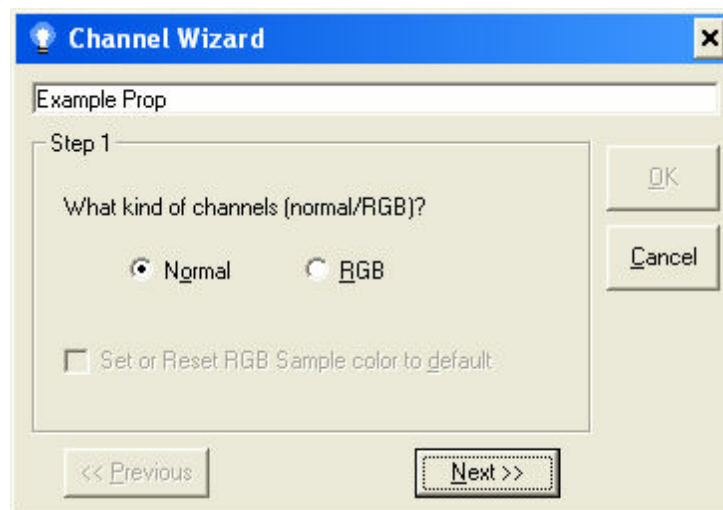 Channel Wizard
Example Prop
Step 1
What kind of channels (normal/RGB)?
Normal
RGB
Set or Reset RGB Sample color to default
OK
Cancel
<< Previous
Next >>